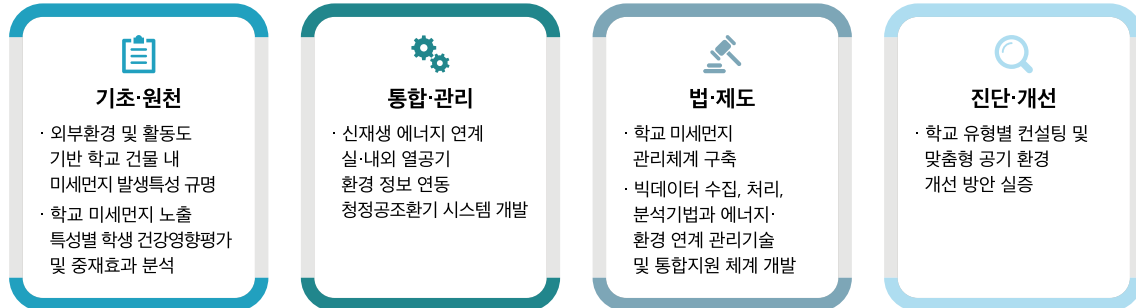 기초·원천
· 외부환경 및 활동도
기반 학교 건물 내
미세먼지 발생특성 규명
· 학교 미세먼지 노출
특성별 학생 건강영향평가
및 중재효과 분석
통합·관리
· 신재생 에너지 연계
실·내외 열공기
환경 정보 연동
청정공조환기 시스템 개발
법·제도
· 학교 미세먼지
관리체계 구축
· 빅데이터 수집, 처리,
분석기법과 에너지·
환경 연계 관리기술
및 통합지원 체계 개발
진단·개선
· 학교 유형별 컨설팅 및
맞춤형 공기 환경
개선 방안 실증